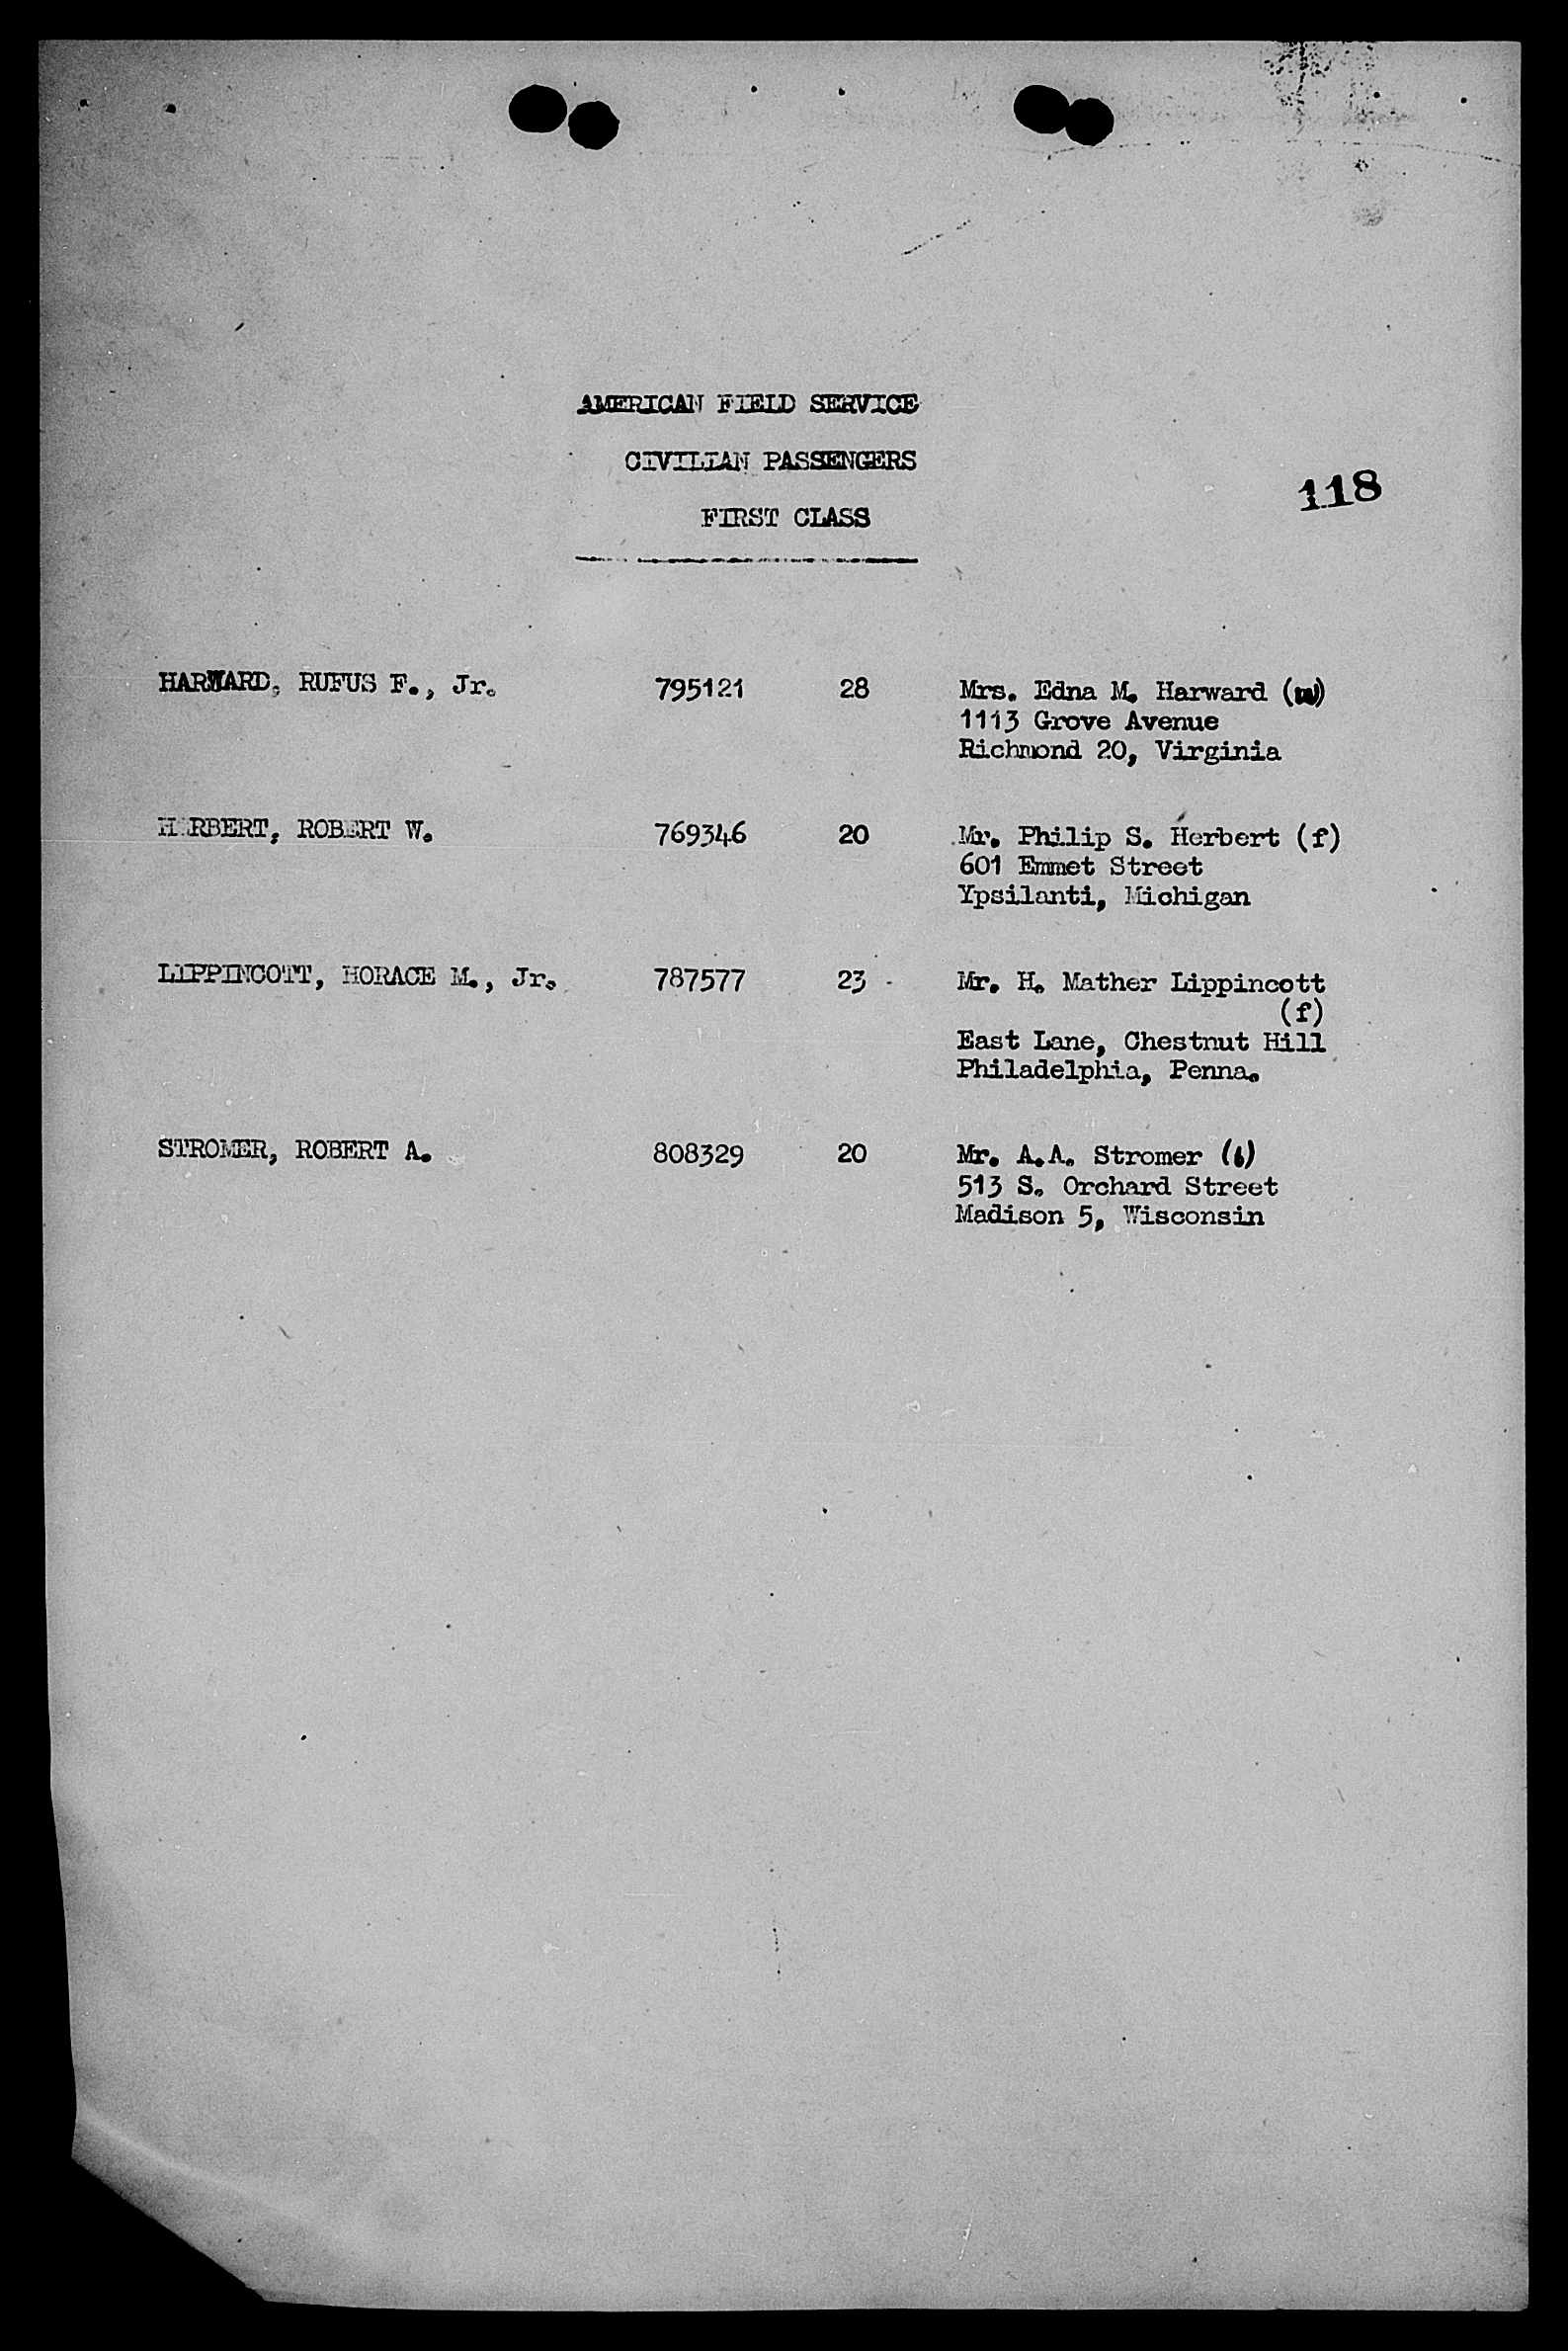 AMERICAN FIELD SERVICE
CIVILIAN PASSENGERS
118
FIRST CLASS
HARWARD, RUFUS F., Jr. 795121 28 Mrs. Edna M. Harward (w)
1113 Grove Avenue
Richmond 20, Virginia
HERBERT, ROBERT W. 769346 20 Mr. Philip S. Herbert (f)
601 Emmet Street
Ypsilanti, Michigan
LIPPINCOTT, HORACE M., Jr. 787577 23 Mr. H. Mather Lippincott
(f)
East Lane, Chestnut Hill
Philadelphia, Penna.
STROMER, ROBERT A. 808329 20 Mr. A.A. Stromer
513 S. Orchard Street
Madison 5, Wisconsin